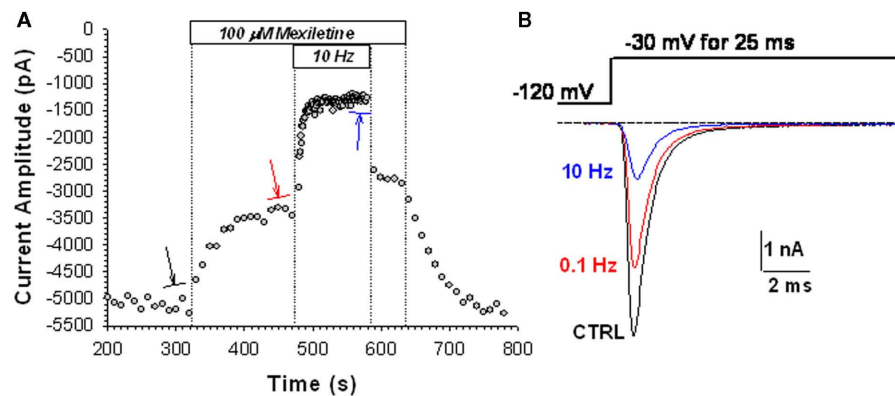 A
100 µM Mexiletine
10 Hz
Current Amplitude (pA)
0
-500
-1000
-1500
-2000
-2500
-3000
-3500
-4000
-4500
-5000
-5500
200 300 400 500 600 700 800
Time (s)
B
-30 mV for 25 ms
-120 mV
10 Hz
0.1 Hz
CTRL
1 nA
2 ms